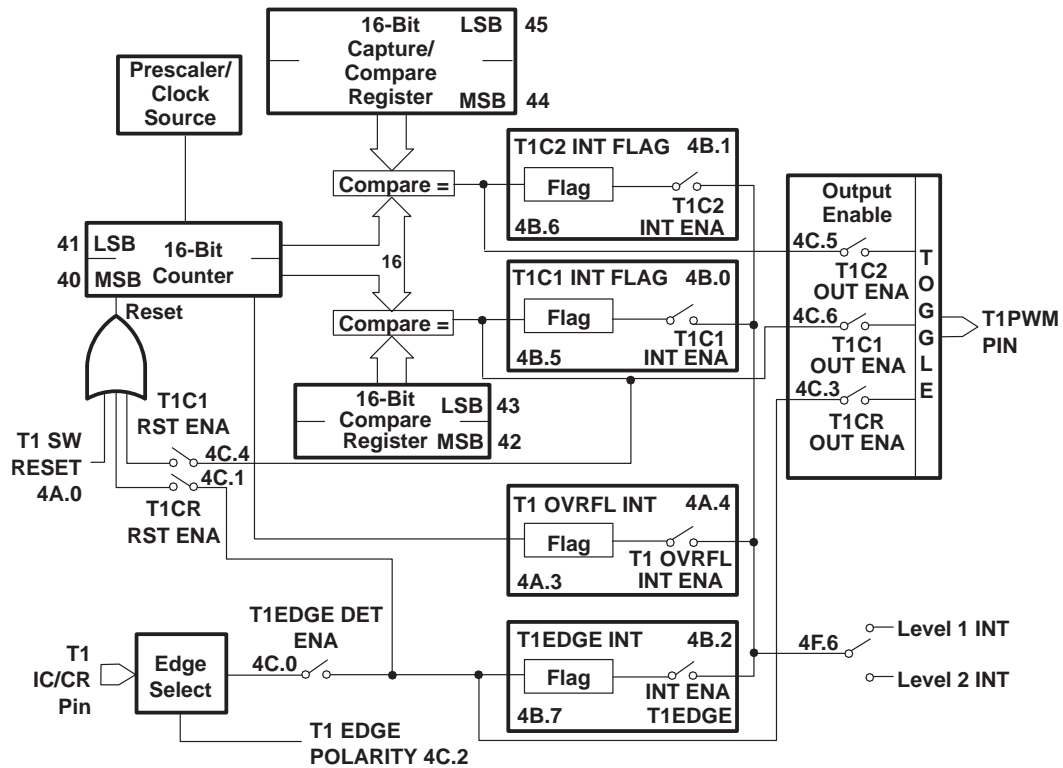 16-Bit
Capture/
Compare
Register
LSB
45
MSB
44
Prescaler/
Clock
Source
41
LSB
40
MSB
16-Bit
Counter
Reset
Compare =
16
Compare =
16-Bit
Compare
Register
LSB
43
MSB
42
T1C2 INT FLAG
4B.1
Flag
T1C2
INT ENA
4B.6
T1C1 INT FLAG
4B.0
Flag
T1C1
INT ENA
4B.5
Output
Enable
4C.5
T1C2
OUT ENA
4C.6
T1C1
OUT ENA
4C.3
T1CR
OUT ENA
TOGGLE
T1PWM
PIN
T1C1
RST ENA
T1 SW
RESET
4A.0
4C.4
4C.1
T1CR
RST ENA
T1 OVRFL INT
4A.4
Flag
T1 OVRFL
INT ENA
4A.3
T1EDGE DET
ENA
T1
IC/CR
Pin
Edge
Select
4C.0
T1EDGE INT
4B.2
Flag
INT ENA
T1EDGE
4B.7
T1 EDGE
POLARITY 4C.2
4F.6
Level 1 INT
Level 2 INT